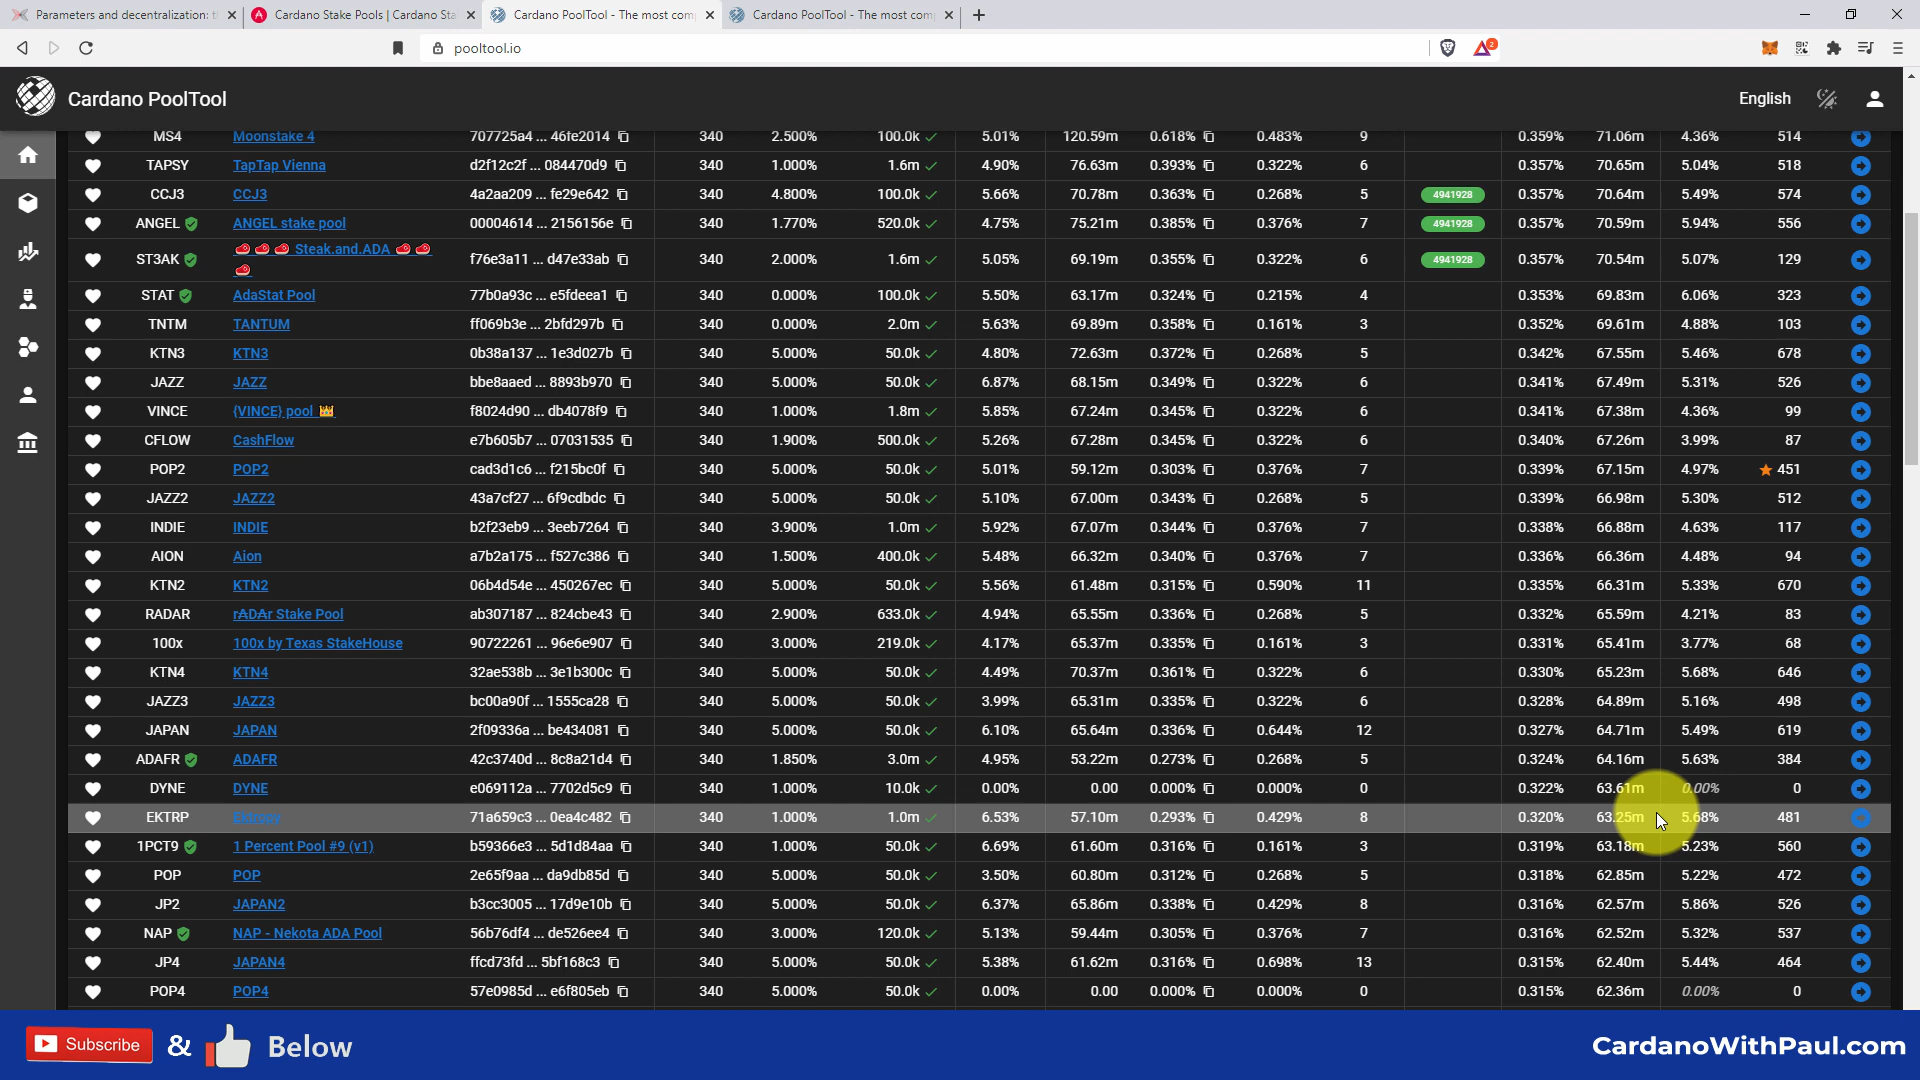 Parameters and decentralization: t
Cardano Stake Pools | Cardano Sta
Cardano PoolTool - The most com
Cardano PoolTool - The most com
pooltool.io
2
Cardano PoolTool
English
MS4 Moonstake 4 707725a4 ... 46fe2014 340 2.500% 100.0k 5.01% 120.59m 0.618% 0.483% 9 0.359% 71.06m 4.36% 514
TAPSY TapTap Vienna d2f12c2f ... 084470d9 340 1.000% 1.6m 4.90% 76.63m 0.393% 0.322% 6 0.357% 70.65m 5.04% 518
CCJ3 CCJ3 4a2aa209 ... fe29e642 340 4.800% 100.0k 5.66% 70.78m 0.363% 0.268% 5 4941928 0.357% 70.64m 5.49% 574
ANGEL ANGEL stake pool 00004614 ... 2156156e 340 1.770% 520.0k 4.75% 75.21m 0.385% 0.376% 7 4941928 0.357% 70.59m 5.94% 556
ST3AK 🥩🥩🥩 Steak.and.ADA 🥩🥩🥩 f76e3a11 ... d47e33ab 340 2.000% 1.6m 5.05% 69.19m 0.355% 0.322% 6 4941928 0.357% 70.54m 5.07% 129
STAT AdaStat Pool 77b0a93c ... e5fdeea1 340 0.000% 100.0k 5.50% 63.17m 0.324% 0.215% 4 0.353% 69.83m 6.06% 323
TNTM TANTUM ff069b3e ... 2bfd297b 340 0.000% 2.0m 5.63% 69.89m 0.358% 0.161% 3 0.352% 69.61m 4.88% 103
KTN3 KTN3 0b38a137 ... 1e3d027b 340 5.000% 50.0k 4.80% 72.63m 0.372% 0.268% 5 0.342% 67.55m 5.46% 678
JAZZ JAZZ bbe8aaed ... 8893b970 340 5.000% 50.0k 6.87% 68.15m 0.349% 0.322% 6 0.341% 67.49m 5.31% 526
VINCE {VINCE} pool 👑 f8024d90 ... db4078f9 340 1.000% 1.8m 5.85% 67.24m 0.345% 0.322% 6 0.341% 67.38m 4.36% 99
CFLOW CashFlow e7b605b7 ... 07031535 340 1.900% 500.0k 5.26% 67.28m 0.345% 0.322% 6 0.340% 67.26m 3.99% 87
POP2 POP2 cad3d1c6 ... f215bc0f 340 5.000% 50.0k 5.01% 59.12m 0.303% 0.376% 7 0.339% 67.15m 4.97% 451
JAZZ2 JAZZ2 43a7cf27 ... 6f9cdbdc 340 5.000% 50.0k 5.10% 67.00m 0.343% 0.268% 5 0.339% 66.98m 5.30% 512
INDIE INDIE b2f23eb9 ... 3eeb7264 340 3.900% 1.0m 5.92% 67.07m 0.344% 0.376% 7 0.338% 66.88m 4.63% 117
AION Aion a7b2a175 ... f527c386 340 1.500% 400.0k 5.48% 66.32m 0.340% 0.376% 7 0.336% 66.36m 4.48% 94
KTN2 KTN2 06b4d54e ... 450267ec 340 5.000% 50.0k 5.56% 61.48m 0.315% 0.590% 11 0.335% 66.31m 5.33% 670
RADAR r₳D₳r Stake Pool ab307187 ... 824cbe43 340 2.900% 633.0k 4.94% 65.55m 0.336% 0.268% 5 0.332% 65.59m 4.21% 83
100x 100x by Texas StakeHouse 90722261 ... 96e6e907 340 3.000% 219.0k 4.17% 65.37m 0.335% 0.161% 3 0.331% 65.41m 3.77% 68
KTN4 KTN4 32ae538b ... 3e1b300c 340 5.000% 50.0k 4.49% 70.37m 0.361% 0.322% 6 0.330% 65.23m 5.68% 646
JAZZ3 JAZZ3 bc00a90f ... 1555ca28 340 5.000% 50.0k 3.99% 65.31m 0.335% 0.322% 6 0.328% 64.89m 5.16% 498
JAPAN JAPAN 2f09336a ... be434081 340 5.000% 50.0k 6.10% 65.64m 0.336% 0.644% 12 0.327% 64.71m 5.49% 619
ADAFR ADAFR 42c3740d ... 8c8a21d4 340 1.850% 3.0m 4.95% 53.22m 0.273% 0.268% 5 0.324% 64.16m 5.63% 384
DYNE DYNE e069112a ... 7702d5c9 340 1.000% 10.0k 0.00% 0.00 0.000% 0.000% 0 0.322% 63.61m 0.00% 0
EKTRP Ektropy 71a659c3 ... 0ea4c482 340 1.000% 1.0m 6.53% 57.10m 0.293% 0.429% 8 0.320% 63.25m 5.68% 481
1PCT9 1 Percent Pool #9 (v1) b59366e3 ... 5d1d84aa 340 1.000% 50.0k 6.69% 61.60m 0.316% 0.161% 3 0.319% 63.18m 5.23% 560
POP POP 2e65f9aa ... da9db85d 340 5.000% 50.0k 3.50% 60.80m 0.312% 0.268% 5 0.318% 62.85m 5.22% 472
JP2 JAPAN2 b3cc3005 ... 17d9e10b 340 5.000% 50.0k 6.37% 65.86m 0.338% 0.429% 8 0.316% 62.57m 5.86% 526
NAP NAP - Nekota ADA Pool 56b76df4 ... de526ee4 340 3.000% 120.0k 5.13% 59.44m 0.305% 0.376% 7 0.316% 62.52m 5.32% 537
JP4 JAPAN4 ffcd73fd ... 5bf168c3 340 5.000% 50.0k 5.38% 61.62m 0.316% 0.698% 13 0.315% 62.40m 5.44% 464
POP4 POP4 57e0985d ... e6f805eb 340 5.000% 50.0k 0.00% 0.00 0.000% 0.000% 0 0.315% 62.36m 0.00% 0
Subscribe & Below
CardanoWithPaul.com